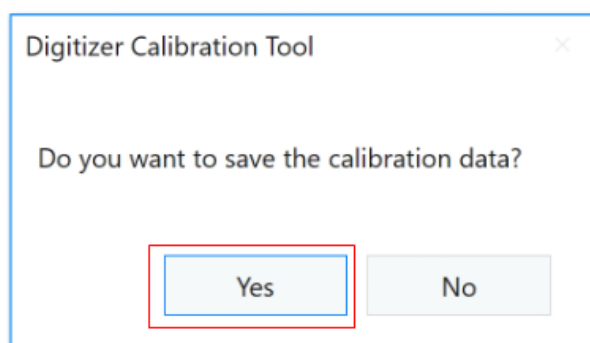 Digitizer Calibration Tool
Do you want to save the calibration data?
Yes
No